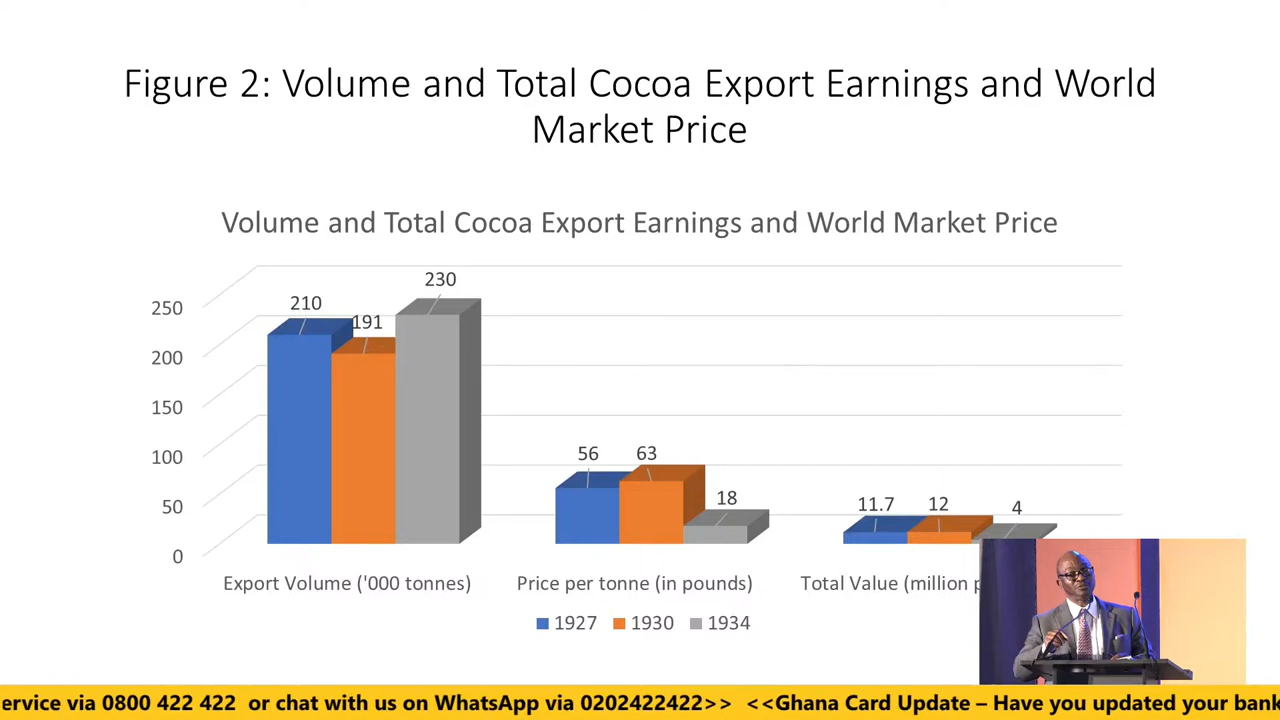 Figure 2: Volume and Total Cocoa Export Earnings and World
Market Price
Volume and Total Cocoa Export Earnings and World Market Price
250
200
150
100
50
0
210
191
230
56
63
18
11.7
12
4
Export Volume ('000 tonnes)
Price per tonne (in pounds)
Total Value (million
1927
1930
1934
service via 0800 422 422 or chat with us on WhatsApp via 0202422422>> <<Ghana Card Update – Have you updated your bank